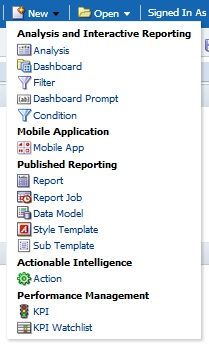 New Open Signed In As
Analysis and Interactive Reporting
Analysis
Dashboard
Filter
Dashboard Prompt
Condition
Mobile Application
Mobile App
Published Reporting
Report
Report Job
Data Model
Style Template
Sub Template
Actionable Intelligence
Action
Performance Management
KPI
KPI Watchlist